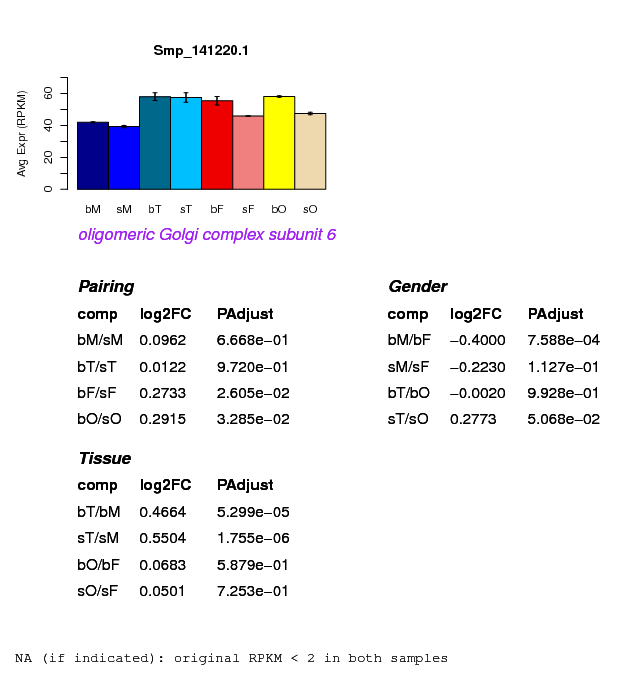 Smp_141220.1
Avg Expr (RPKM)
0 20 40 60
bM sM bT sT bF sF bO sO
oligomeric Golgi complex subunit 6
Pairing
comp log2FC PAdjust
bM/sM 0.0962 6.668e−01
bT/sT 0.0122 9.720e−01
bF/sF 0.2733 2.605e−02
bO/sO 0.2915 3.285e−02
Gender
comp log2FC PAdjust
bM/bF −0.4000 7.588e−04
sM/sF −0.2230 1.127e−01
bT/bO −0.0020 9.928e−01
sT/sO 0.2773 5.068e−02
Tissue
comp log2FC PAdjust
bT/bM 0.4664 5.299e−05
sT/sM 0.5504 1.755e−06
bO/bF 0.0683 5.879e−01
sO/sF 0.0501 7.253e−01
NA (if indicated): original RPKM < 2 in both samples